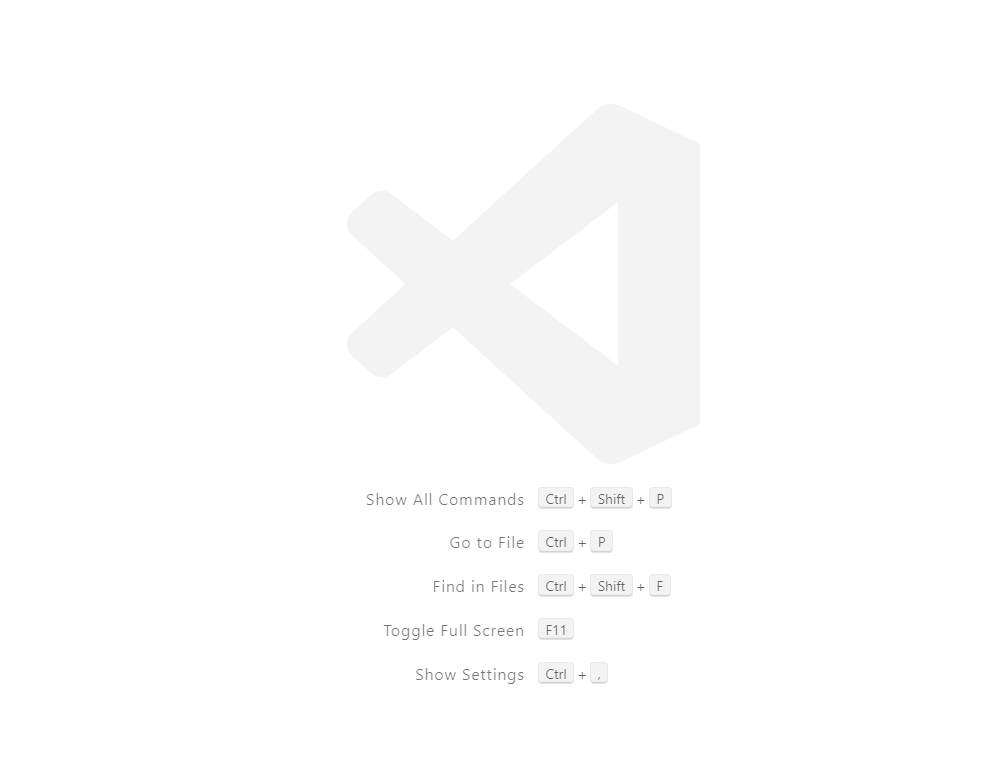 Show All Commands Ctrl + Shift + P
Go to File Ctrl + P
Find in Files Ctrl + Shift + F
Toggle Full Screen F11
Show Settings Ctrl + ,